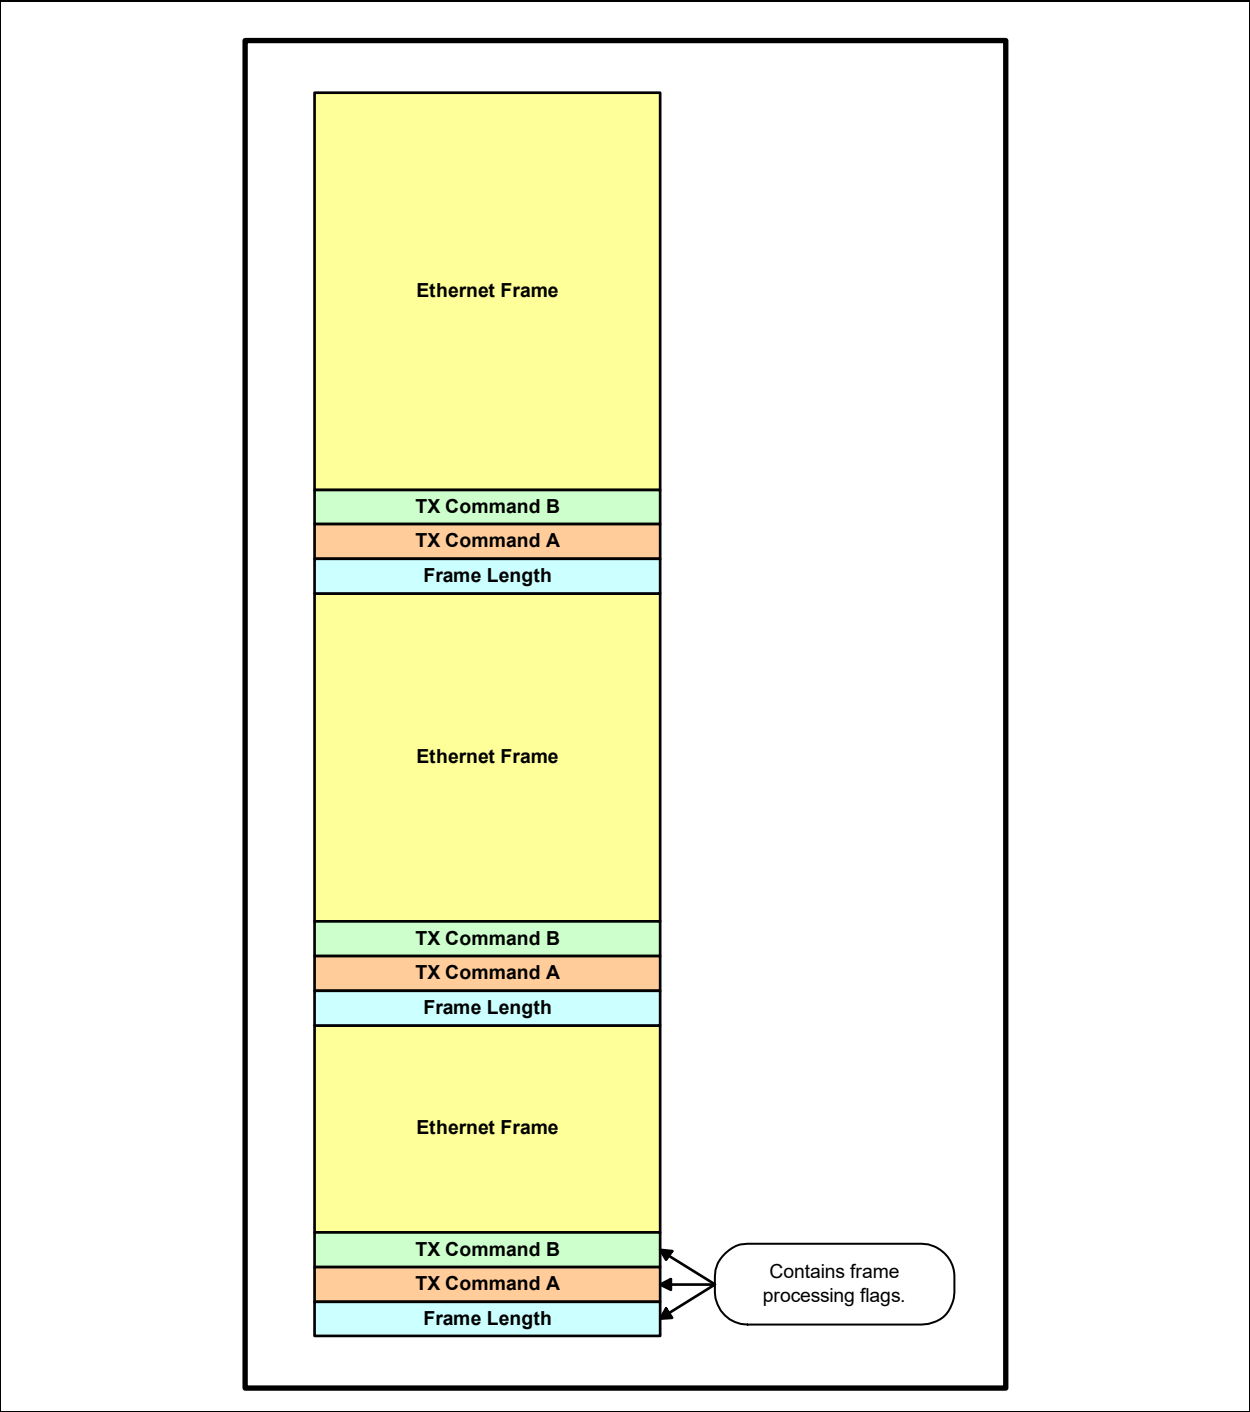 Ethernet Frame
TX Command B
TX Command A
Frame Length
Ethernet Frame
TX Command B
TX Command A
Frame Length
Ethernet Frame
TX Command B
TX Command A
Frame Length
Contains frame
processing flags.